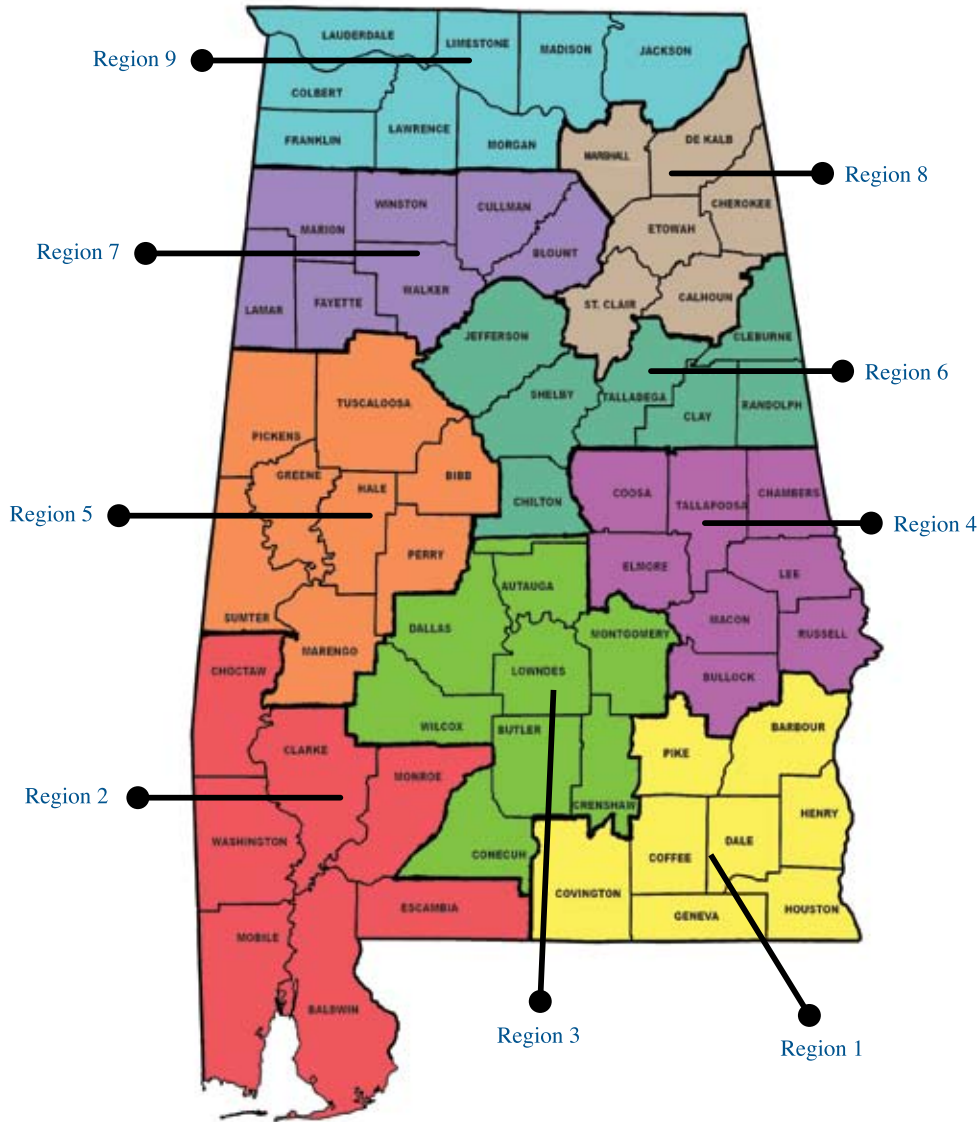 LAUDERDALE
LIMESTONE
MADISON
JACKSON
Region 9
COLBERT
FRANKLIN
LAWRENCE
MORGAN
MARSHALL
DE KALB
Region 8
CHEROKEE
ETOWAH
WINSTON
CULLMAN
MARION
BLOUNT
Region 7
WALKER
LAMAR
FAYETTE
ST. CLAIR
CALHOUN
JEFFERSON
CLEBURNE
Region 6
SHELBY
TALLADEGA
CLAY
RANDOLPH
TUSCALOOSA
PICKENS
GREENE
HALE
BIBB
CHILTON
COOSA
TALLAPOOSA
CHAMBERS
Region 5
Region 4
PERRY
ELMORE
LEE
AUTAUGA
SUMTER
DALLAS
MONTGOMERY
MACON
RUSSELL
MARENGO
CHOCTAW
LOWNDES
BULLOCK
WILCOX
BUTLER
BARBOUR
CLARKE
PIKE
MONROE
Region 2
CRENSHAW
HENRY
WASHINGTON
CONECUH
COFFEE
DALE
COVINGTON
ESCAMBIA
GENEVA
HOUSTON
MOBILE
BALDWIN
Region 3
Region 1